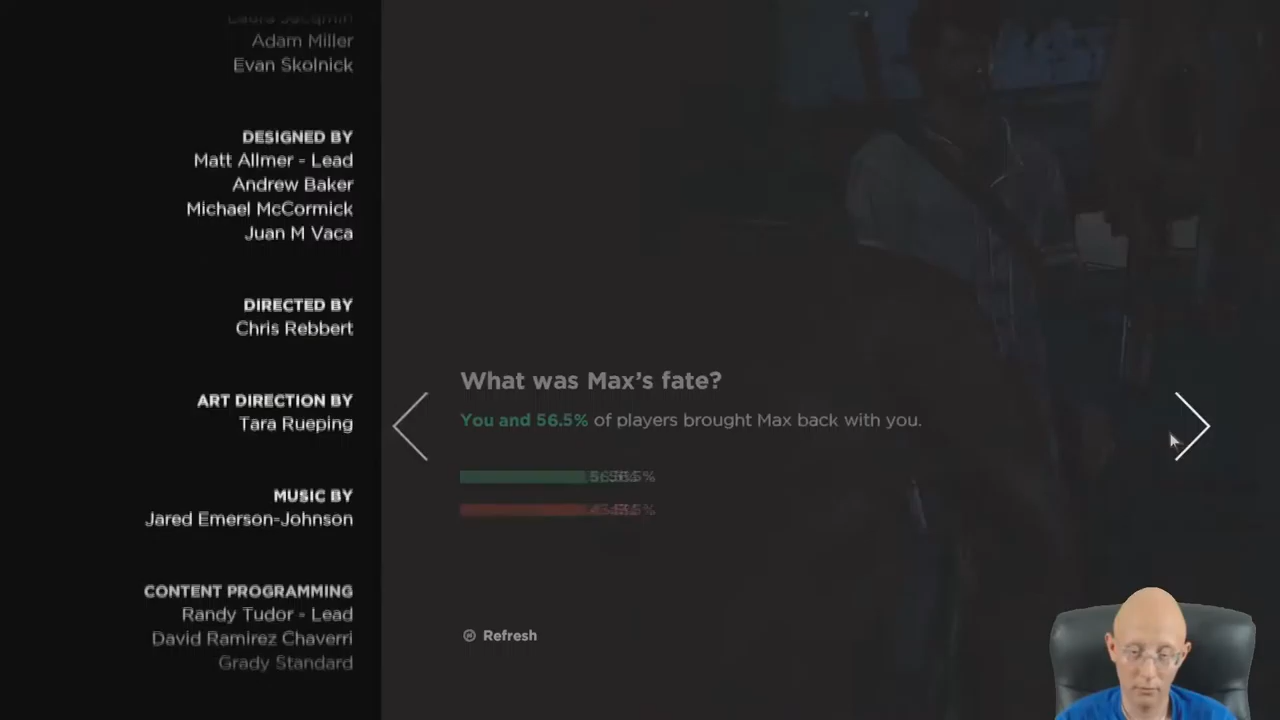 Adam Miller
Evan Skolnick
DESIGNED BY
Matt Allmer - Lead
Andrew Baker
Michael McCormick
Juan M Vaca
DIRECTED BY
Chris Rebbert
ART DIRECTION BY
Tara Rueping
MUSIC BY
Jared Emerson-Johnson
CONTENT PROGRAMMING
Randy Tudor - Lead
David Ramirez Chaverri
Grady Standard
What was Max's fate?
You and 56.5% of players brought Max back with you.
Refresh